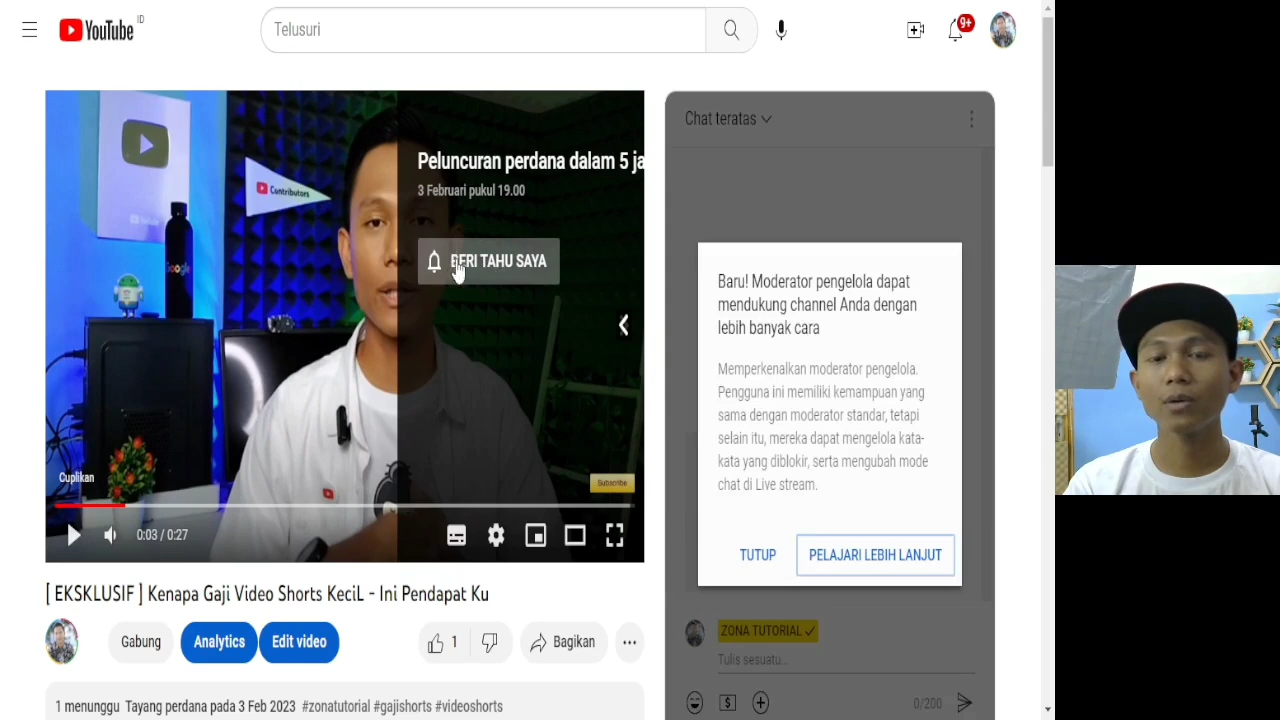 YouTube ID
Telusuri
9+
Contributors
Google
Peluncuran perdana dalam 5 ja
3 Februari pukul 19.00
BERI TAHU SAYA
Cuplikan
Subscribe
0:03 / 0:27
[ EKSKLUSIF ] Kenapa Gaji Video Shorts KeciL - Ini Pendapat Ku
Gabung
Analytics
Edit video
1
Bagikan
1 menunggu Tayang perdana pada 3 Feb 2023 #zonatutorial #gajishorts #videoshorts
Chat teratas
Baru! Moderator pengelola dapat
mendukung channel Anda dengan
lebih banyak cara
Memperkenalkan moderator pengelola.
Pengguna ini memiliki kemampuan yang
sama dengan moderator standar, tetapi
selain itu, mereka dapat mengelola kata-
kata yang diblokir, serta mengubah mode
chat di Live stream.
TUTUP
PELAJARI LEBIH LANJUT
ZONA TUTORIAL
Tulis sesuatu...
0/200